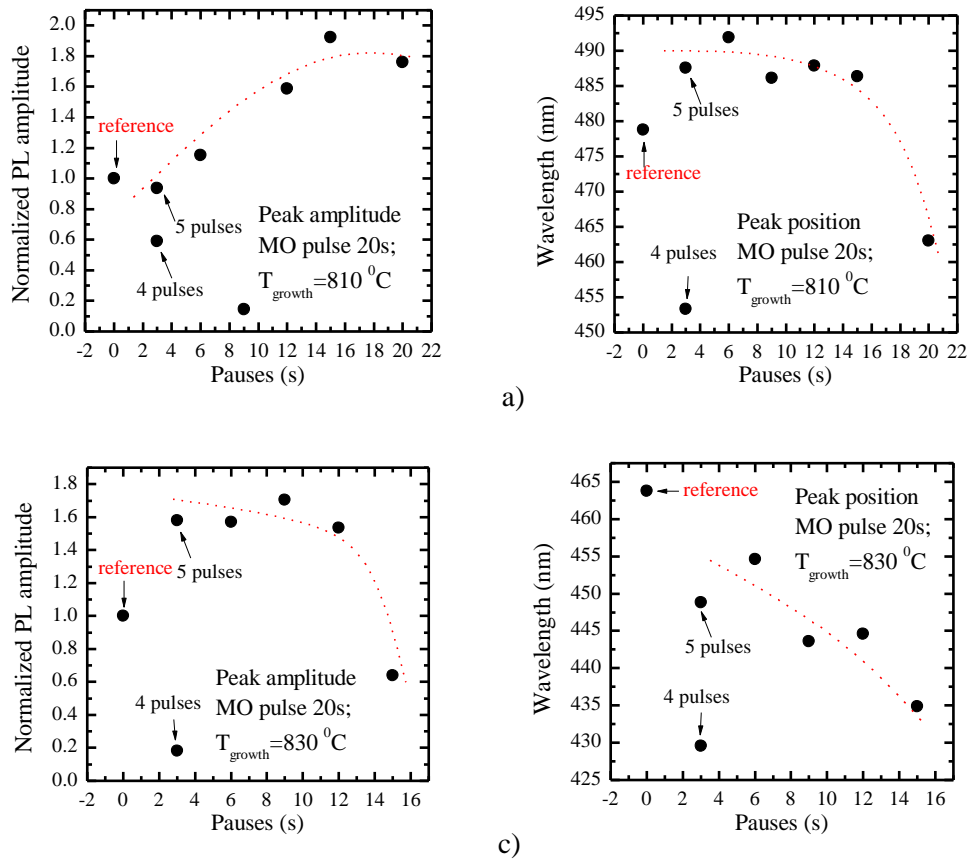 2.0
1.8
1.6
1.4
1.2
1.0
0.8
0.6
0.4
0.2
0.0
Normalized PL amplitude
reference
5 pulses
4 pulses
Peak amplitude
MO pulse 20s;
T_growth=810 ⁰C
-2 0 2 4 6 8 10 12 14 16 18 20 22
Pauses (s)
495
490
485
480
475
470
465
460
455
450
Wavelength (nm)
5 pulses
reference
4 pulses
Peak position
MO pulse 20s;
T_growth=810 ⁰C
-2 0 2 4 6 8 10 12 14 16 18 20 22
Pauses (s)
a)
1.8
1.6
1.4
1.2
1.0
0.8
0.6
0.4
0.2
0.0
Normalized PL amplitude
reference
5 pulses
4 pulses
Peak amplitude
MO pulse 20s;
T_growth=830 ⁰C
-2 0 2 4 6 8 10 12 14 16
Pauses (s)
465
460
455
450
445
440
435
430
425
Wavelength (nm)
reference
5 pulses
4 pulses
Peak position
MO pulse 20s;
T_growth=830 ⁰C
-2 0 2 4 6 8 10 12 14 16
Pauses (s)
c)